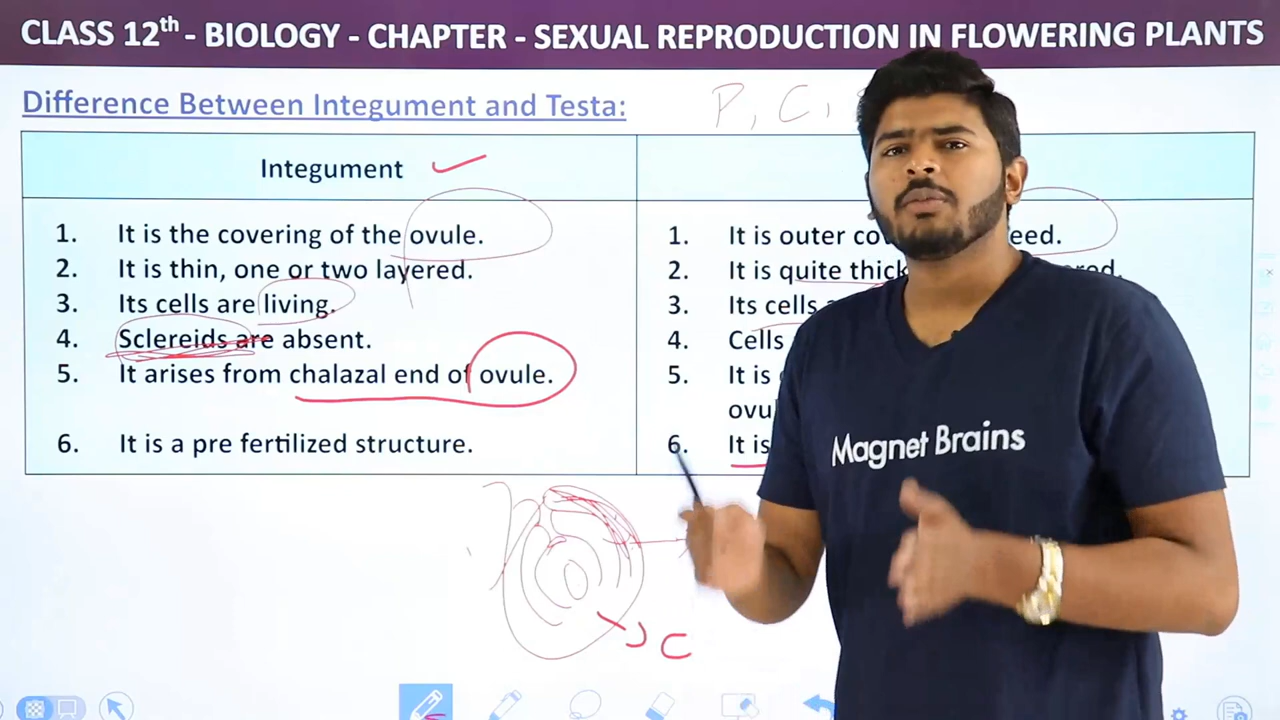 CLASS 12th - BIOLOGY - CHAPTER - SEXUAL REPRODUCTION IN FLOWERING PLANTS
Difference Between Integument and Testa:
P, C,
Integument
1. It is the covering of the ovule.
2. It is thin, one or two layered.
3. Its cells are living.
4. Sclereids are absent.
5. It arises from chalazal end of ovule.
6. It is a pre fertilized structure.
1. It is outer
2. It is quite thick
3. Its cells
4. Cells
5. It is
6. It is
C
Magnet Brains